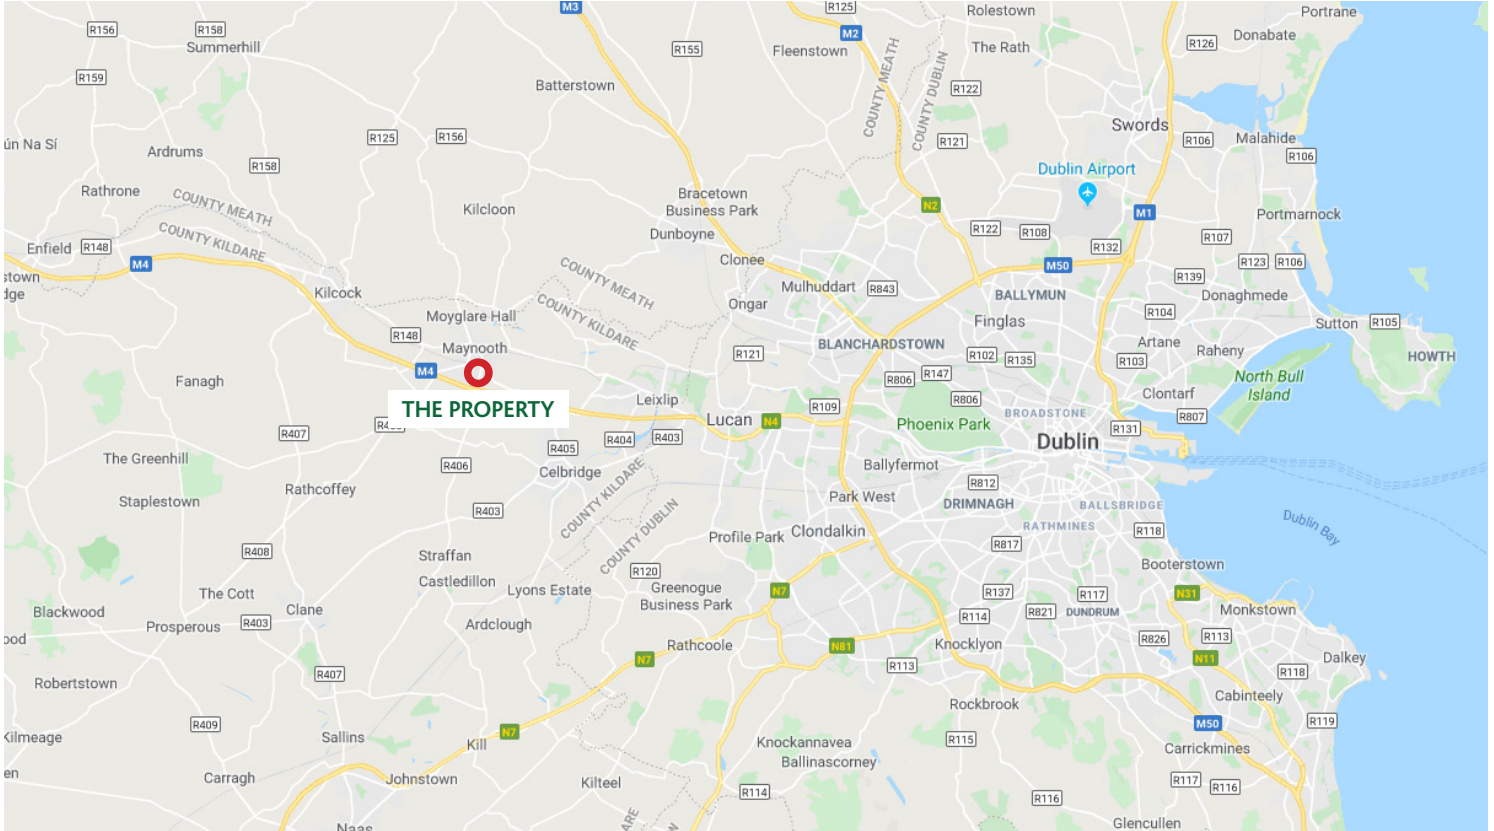 M3
R125
Rolestown
Portrane
R156
R158
M2
Donabate
Summerhill
R155
Fleenstown
The Rath
R126
R159
Batterstown
COUNTY MEATH
COUNTY DUBLIN
R122
Swords
R125
R156
R121
R106
Malahide
ún Na Sí
Ardrums
R158
R106
Dublin Airport
Rathrone
Bracetown
Business Park
COUNTY MEATH
Kilcloon
N2
M1
Portmarnock
Dunboyne
R122
R108
R107
Enfield
R148
COUNTY KILDARE
R132
Clonee
M4
M50
R123
R106
stown
dge
COUNTY MEATH
Mulhuddart
R843
R139
Kilcock
BALLYMUN
Donaghmede
COUNTY KILDARE
Ongar
Moyglare Hall
R104
Finglas
Sutton
R105
R148
Maynooth
BLANCHARDSTOWN
Artane
Raheny
R121
R102
R135
R103
HOWTH
M4
R147
R806
North Bull
Island
Fanagh
Clontarf
Leixlip
R806
THE PROPERTY
R109
BROADSTONE
R807
Lucan
N4
Phoenix Park
R131
R407
R404
R403
Dublin
R405
The Greenhill
R406
Ballyfermot
Celbridge
R812
Rathcoffey
COUNTY KILDARE
Park West
Staplestown
DRIMNAGH
BALLSBRIDGE
R403
COUNTY DUBLIN
Dublin Bay
RATHMINES
Profile Park
Clondalkin
R118
R817
R408
Straffan
Booterstown
R120
Castledillon
Lyons Estate
Greenogue
Business Park
N7
R137
R117
N31
The Cott
Blackwood
Clane
R114
R821
DUNDRUM
Monkstown
Prosperous
R403
Ardclough
ood
R826
R113
Rathcoole
N81
Knocklyon
N7
R113
N11
Dalkey
R407
R118
Robertstown
Cabinteely
Rockbrook
R409
M50
R119
Kilmeage
Sallins
N7
Kill
Knockannavea
R115
Carrickmines
Ballinascorney
en
Carragh
Johnstown
Kilteel
R117
R116
R114
R116
Naas
ARE
N
Glencullen